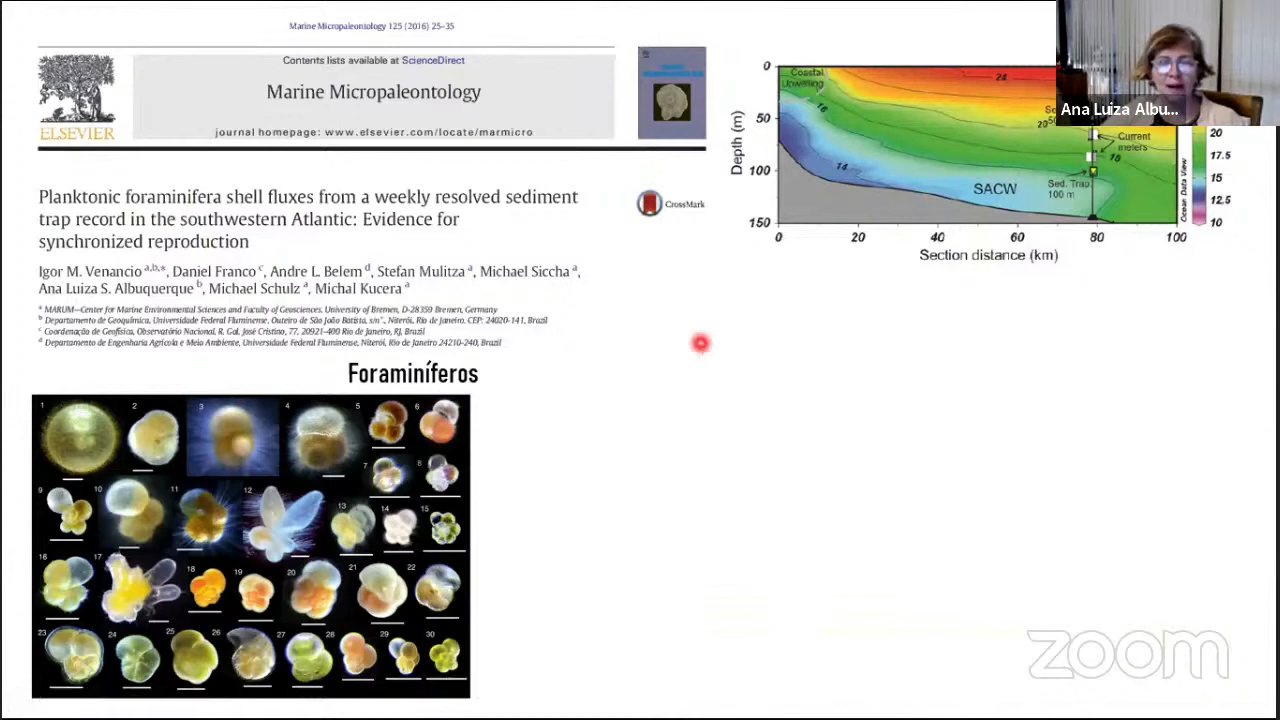 Marine Micropaleontology 125 (2016) 25–35
Contents lists available at ScienceDirect
Marine Micropaleontology
journal homepage: www.elsevier.com/locate/marmicro
ELSEVIER
Planktonic foraminifera shell fluxes from a weekly resolved sediment
trap record in the southwestern Atlantic: Evidence for
synchronized reproduction
CrossMark
Igor M. Venancio a,b,*, Daniel Franco c, Andre L. Belem d, Stefan Mulitza a, Michael Siccha a,
Ana Luiza S. Albuquerque b, Michael Schulz a, Michal Kucera a
a MARUM—Center for Marine Environmental Sciences and Faculty of Geosciences, University of Bremen, D-28359 Bremen, Germany
b Departamento de Geoquímica, Universidade Federal Fluminense, Outeiro de São João Batista, s/nº., Niterói, Rio de Janeiro, CEP: 24020-141, Brazil
c Coordenação de Geofísica, Observatório Nacional, R. Gal. José Cristino, 77, 20921-400 Rio de Janeiro, RJ, Brazil
d Departamento de Engenharia Agrícola e Meio Ambiente, Universidade Federal Fluminense, Niterói, Rio de Janeiro 24210-240, Brazil
Foraminíferos
1 2 3 4 5 6
7 8
9 10 11 12 13 14 15
16 17 18 19 20 21 22
23 24 25 26 27 28 29 30
Ana Luiza Albu...
Depth (m)
0
50
100
150
Coastal
Upwelling
24
20
16
18
14
SACW
Current
meters
Sed. Trap
100 m
0 20 40 60 80 100
Section distance (km)
20
17.5
15
12.5
10
Ocean Data View
zoom